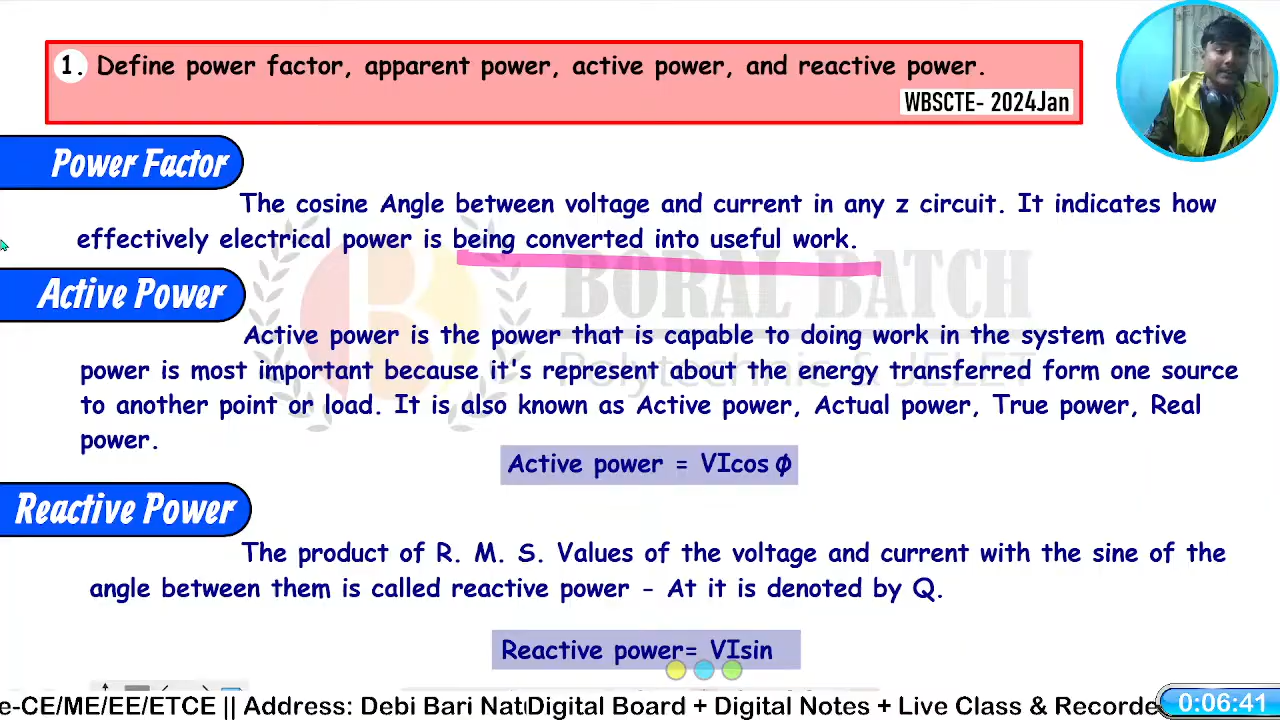 1. Define power factor, apparent power, active power, and reactive power.
WBSCTE- 2024Jan
Power Factor
The cosine Angle between voltage and current in any z circuit. It indicates how
effectively electrical power is being converted into useful work.
Active Power
Active power is the power that is capable to doing work in the system active
power is most important because it's represent about the energy transferred form one source
to another point or load. It is also known as Active power, Actual power, True power, Real
power.
Active power = VIcos ϕ
BORAL BATCH
Polytechnic & JELET
Reactive Power
The product of R. M. S. Values of the voltage and current with the sine of the
angle between them is called reactive power - At it is denoted by Q.
Reactive power= VIsin
e-CE/ME/EE/ETCE || Address: Debi Bari Nat Digital Board + Digital Notes + Live Class & Recorde
0:06:41